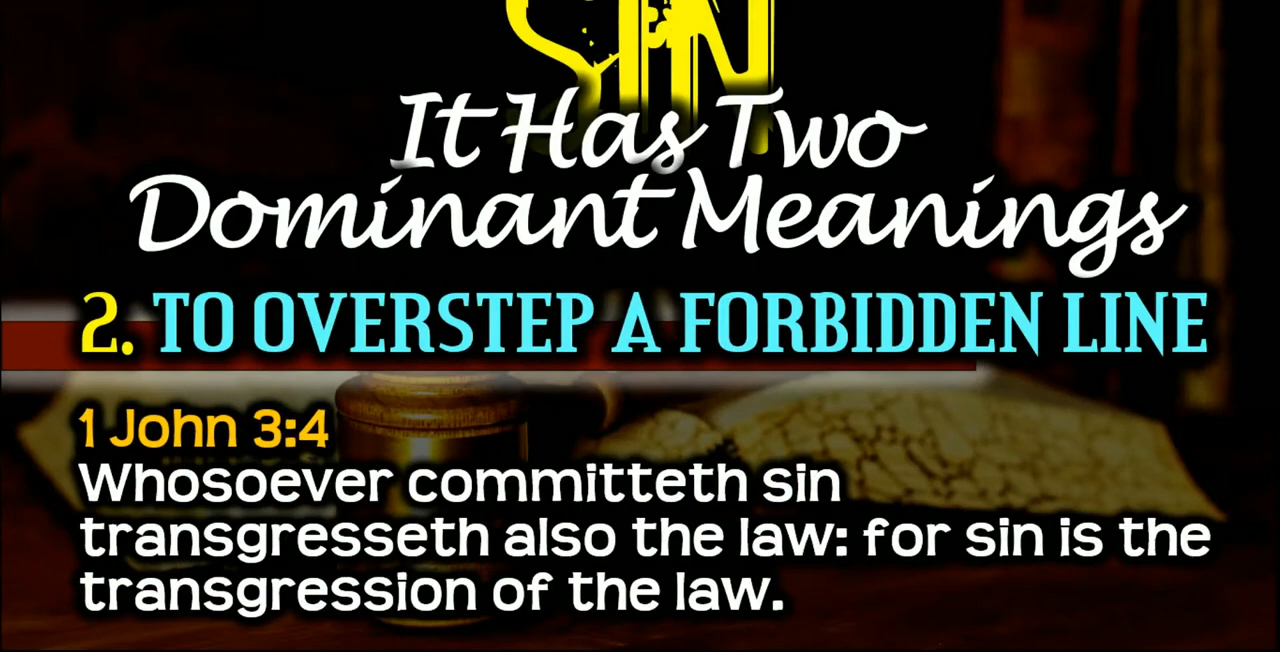 SIN
It Has Two
Dominant Meanings
2. TO OVERSTEP A FORBIDDEN LINE
1 John 3:4
Whosoever committeth sin
transgresseth also the law: for sin is the
transgression of the law.